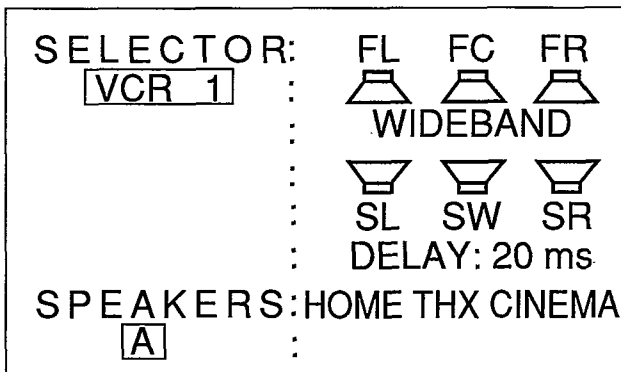 SELECTOR: FL FC FR
VCR 1 :
: WIDEBAND
:
: SL SW SR
: DELAY: 20 ms
SPEAKERS: HOME THX CINEMA
A :